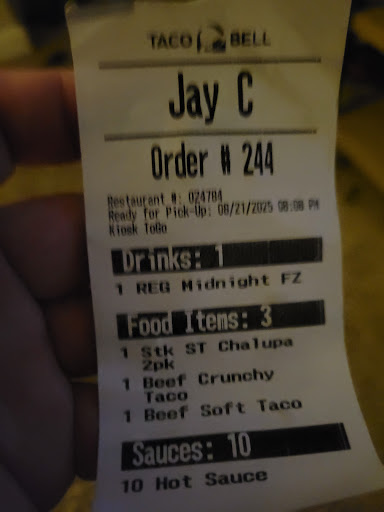 TACO BELL
Jay C
Order # 244
Restaurant #: 024784
Ready for Pick-Up: 08/21/2025 08:08 PM
Kiosk ToGo
Drinks: 1
1 REG Midnight FZ
Food Items: 3
1 Stk ST Chalupa
2pk
1 Beef Crunchy
Taco
1 Beef Soft Taco
Sauces: 10
10 Hot Sauce